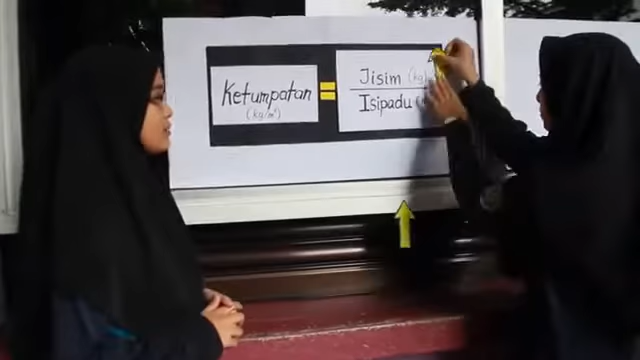 Ketumpatan = Jisim (kg)
(kg/m³) Isipadu